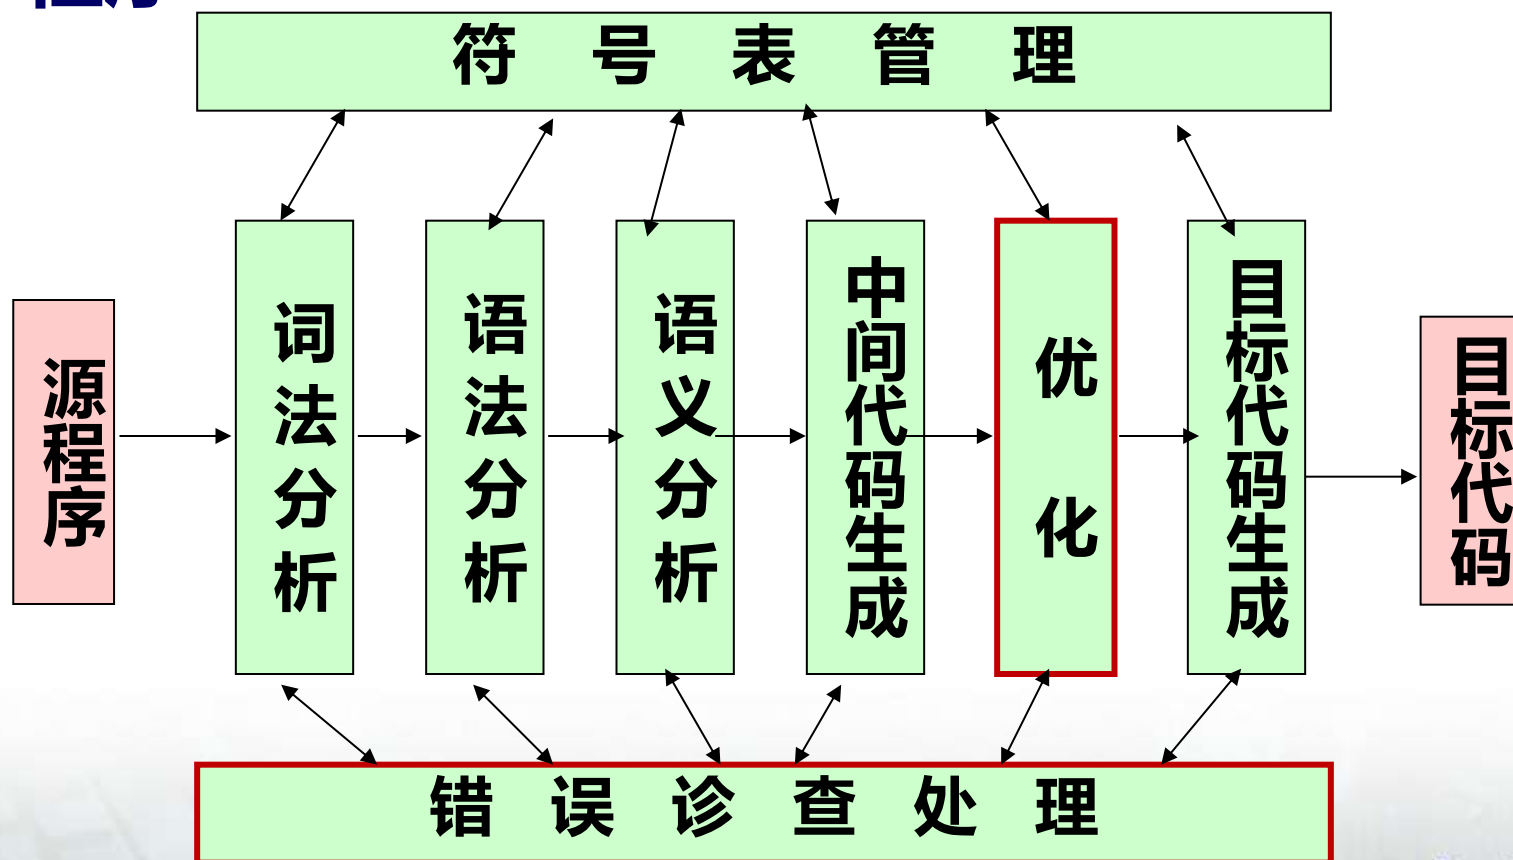 符号表管理
源程序
词法分析
语法分析
语义分析
中间代码生成
优化
目标代码生成
目标代码
错误诊查处理